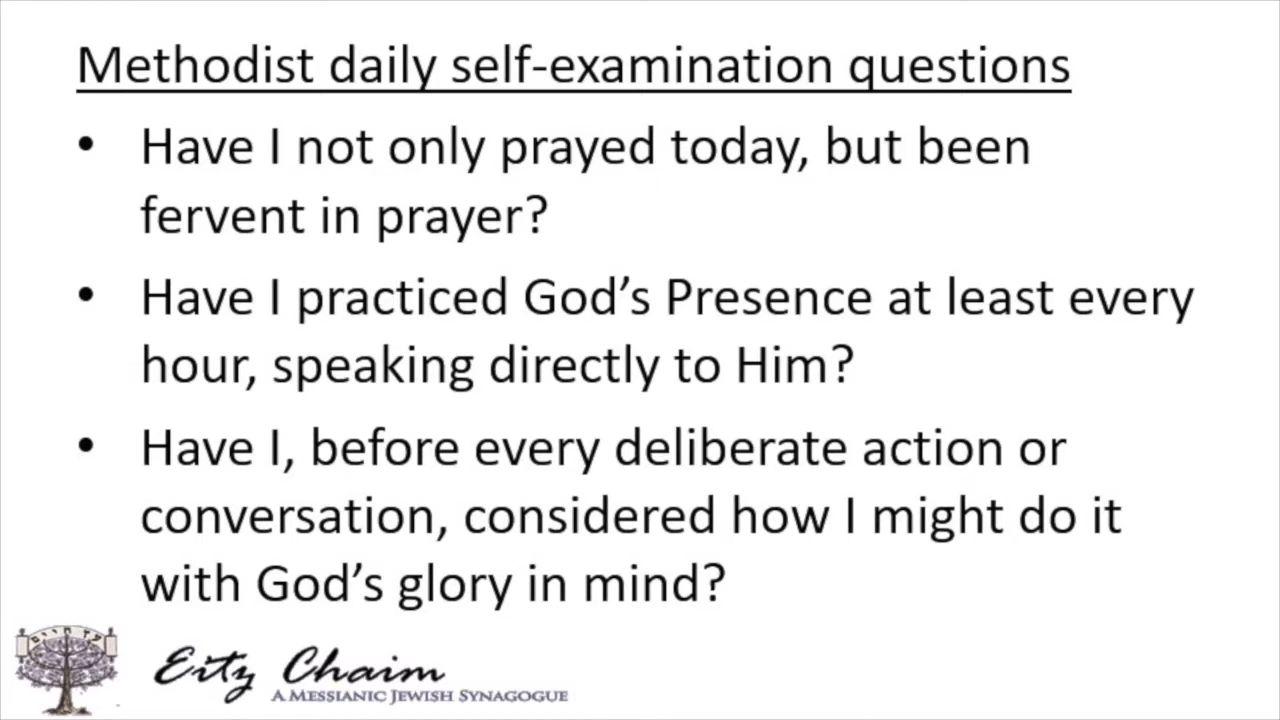 Methodist daily self-examination questions
• Have I not only prayed today, but been
fervent in prayer?
• Have I practiced God’s Presence at least every
hour, speaking directly to Him?
• Have I, before every deliberate action or
conversation, considered how I might do it
with God’s glory in mind?
עץ חיים
Eitz Chaim
A Messianic Jewish Synagogue